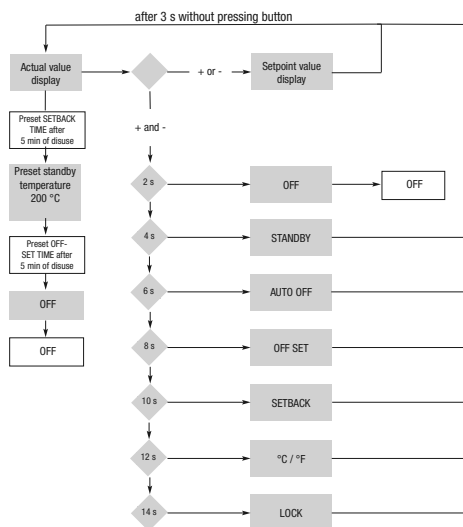 after 3 s without pressing button
Actual value
display
+ or -
Setpoint value
display
Preset SETBACK
TIME after
5 min of disuse
+ and -
Preset standby
temperature
200 °C
2 s
OFF
OFF
Preset OFF-
SET TIME after
5 min of disuse
4 s
STANDBY
OFF
6 s
AUTO OFF
OFF
8 s
OFF SET
10 s
SETBACK
12 s
°C / °F
14 s
LOCK